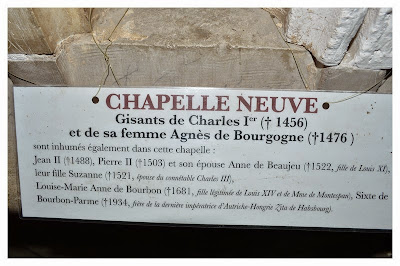 CHAPELLE NEUVE
Gisants de Charles Ier († 1456)
et de sa femme Agnès de Bourgogne (†1476 )
sont inhumés également dans cette chapelle :
Jean II (†1488), Pierre II (†1503) et son épouse Anne de Beaujeu (†1522, fille de Louis XI),
leur fille Suzanne (†1521, épouse du connétable Charles III),
Louise-Marie Anne de Bourbon (†1681, fille légitimée de Louis XIV et de Mme de Montespan), Sixte de
Bourbon-Parme (†1934, frère de la dernière impératrice d'Autriche-Hongrie Zita de Habsbourg).